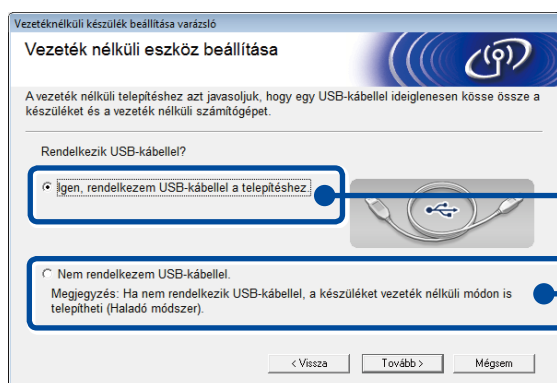 Vezetéknélküli készülék beállítása varázsló
Vezeték nélküli eszköz beállítása
A vezeték nélküli telepítéshez azt javasoljuk, hogy egy USB-kábellel ideiglenesen kösse össze a
készüléket és a vezeték nélküli számítógépet.
Rendelkezik USB-kábellel?
Igen, rendelkezem USB-kábellel a telepítéshez.
Nem rendelkezem USB-kábellel.
Megjegyzés: Ha nem rendelkezik USB-kábellel, a készüléket vezeték nélküli módon is
telepítheti (Haladó módszer).
< Vissza Tovább > Mégsem